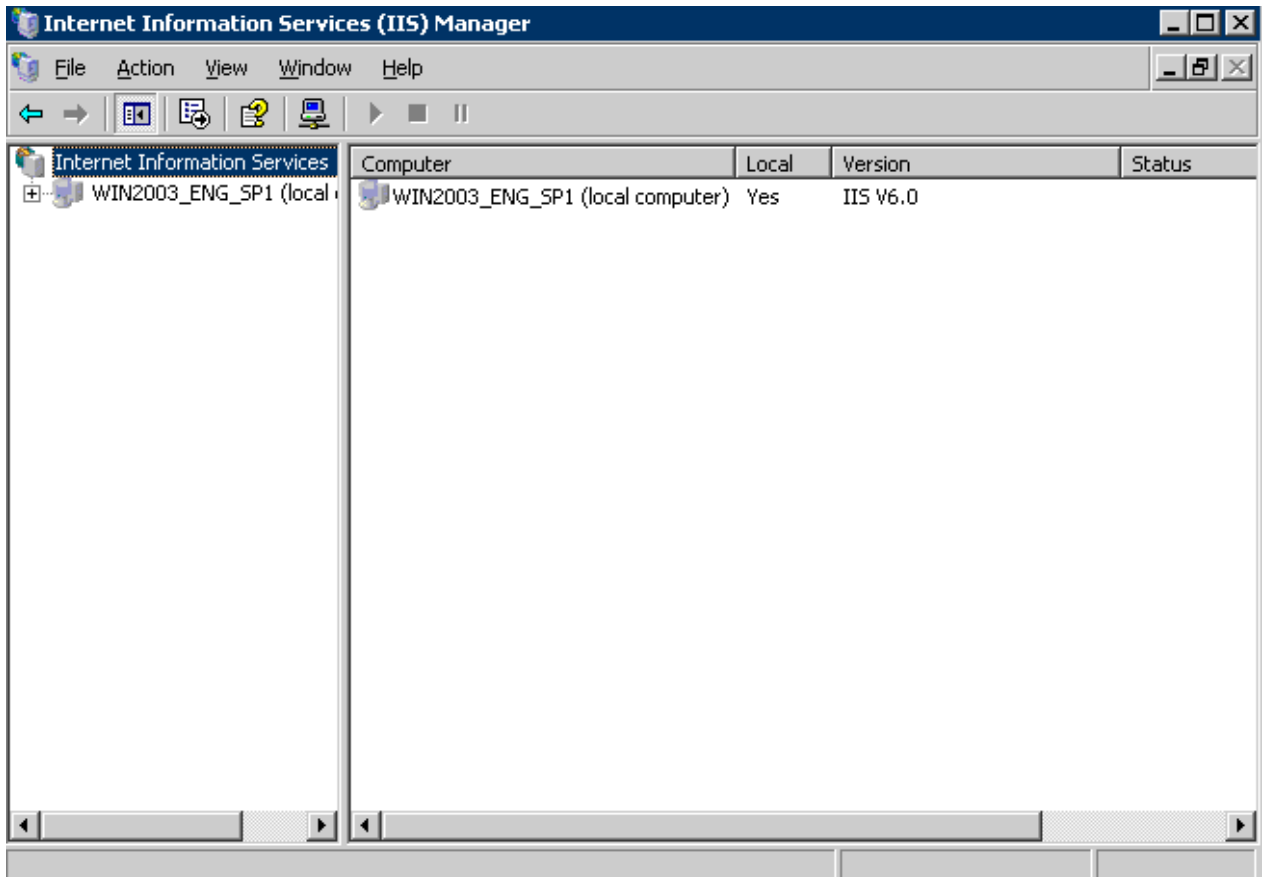 Internet Information Services (IIS) Manager
File Action View Window Help
Internet Information Services
WIN2003_ENG_SP1 (local
Computer Local Version Status
WIN2003_ENG_SP1 (local computer) Yes IIS V6.0